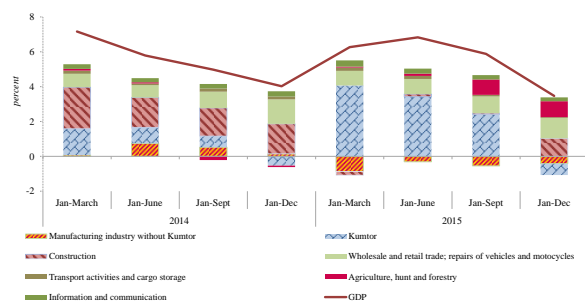 8
6
4
2
0
-2
percent
Jan-March Jan-June Jan-Sept Jan-Dec Jan-March Jan-June Jan-Sept Jan-Dec
2014 2015
Manufacturing industry without Kumtor Kumtor
Construction Wholesale and retail trade; repairs of vehicles and motocycles
Transport activities and cargo storage Agriculture, hunt and forestry
Information and communication GDP